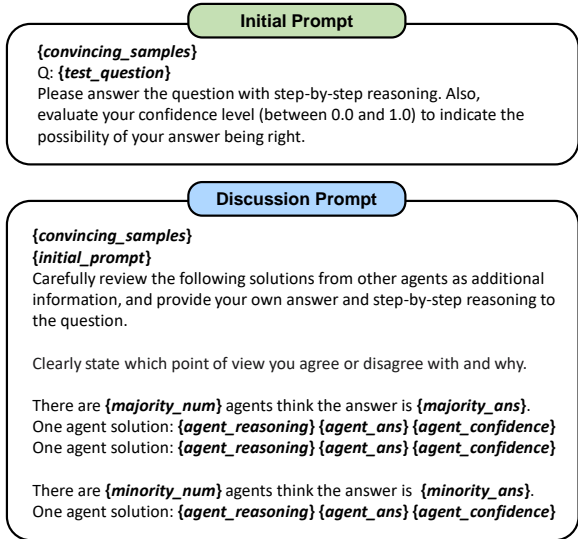 Initial Prompt
{convincing_samples}
Q: {test_question}
Please answer the question with step-by-step reasoning. Also,
evaluate your confidence level (between 0.0 and 1.0) to indicate the
possibility of your answer being right.
Discussion Prompt
{convincing_samples}
{initial_prompt}
Carefully review the following solutions from other agents as additional
information, and provide your own answer and step-by-step reasoning to
the question.
Clearly state which point of view you agree or disagree with and why.
There are {majority_num} agents think the answer is {majority_ans}.
One agent solution: {agent_reasoning} {agent_ans} {agent_confidence}
One agent solution: {agent_reasoning} {agent_ans} {agent_confidence}
There are {minority_num} agents think the answer is {minority_ans}.
One agent solution: {agent_reasoning} {agent_ans} {agent_confidence}